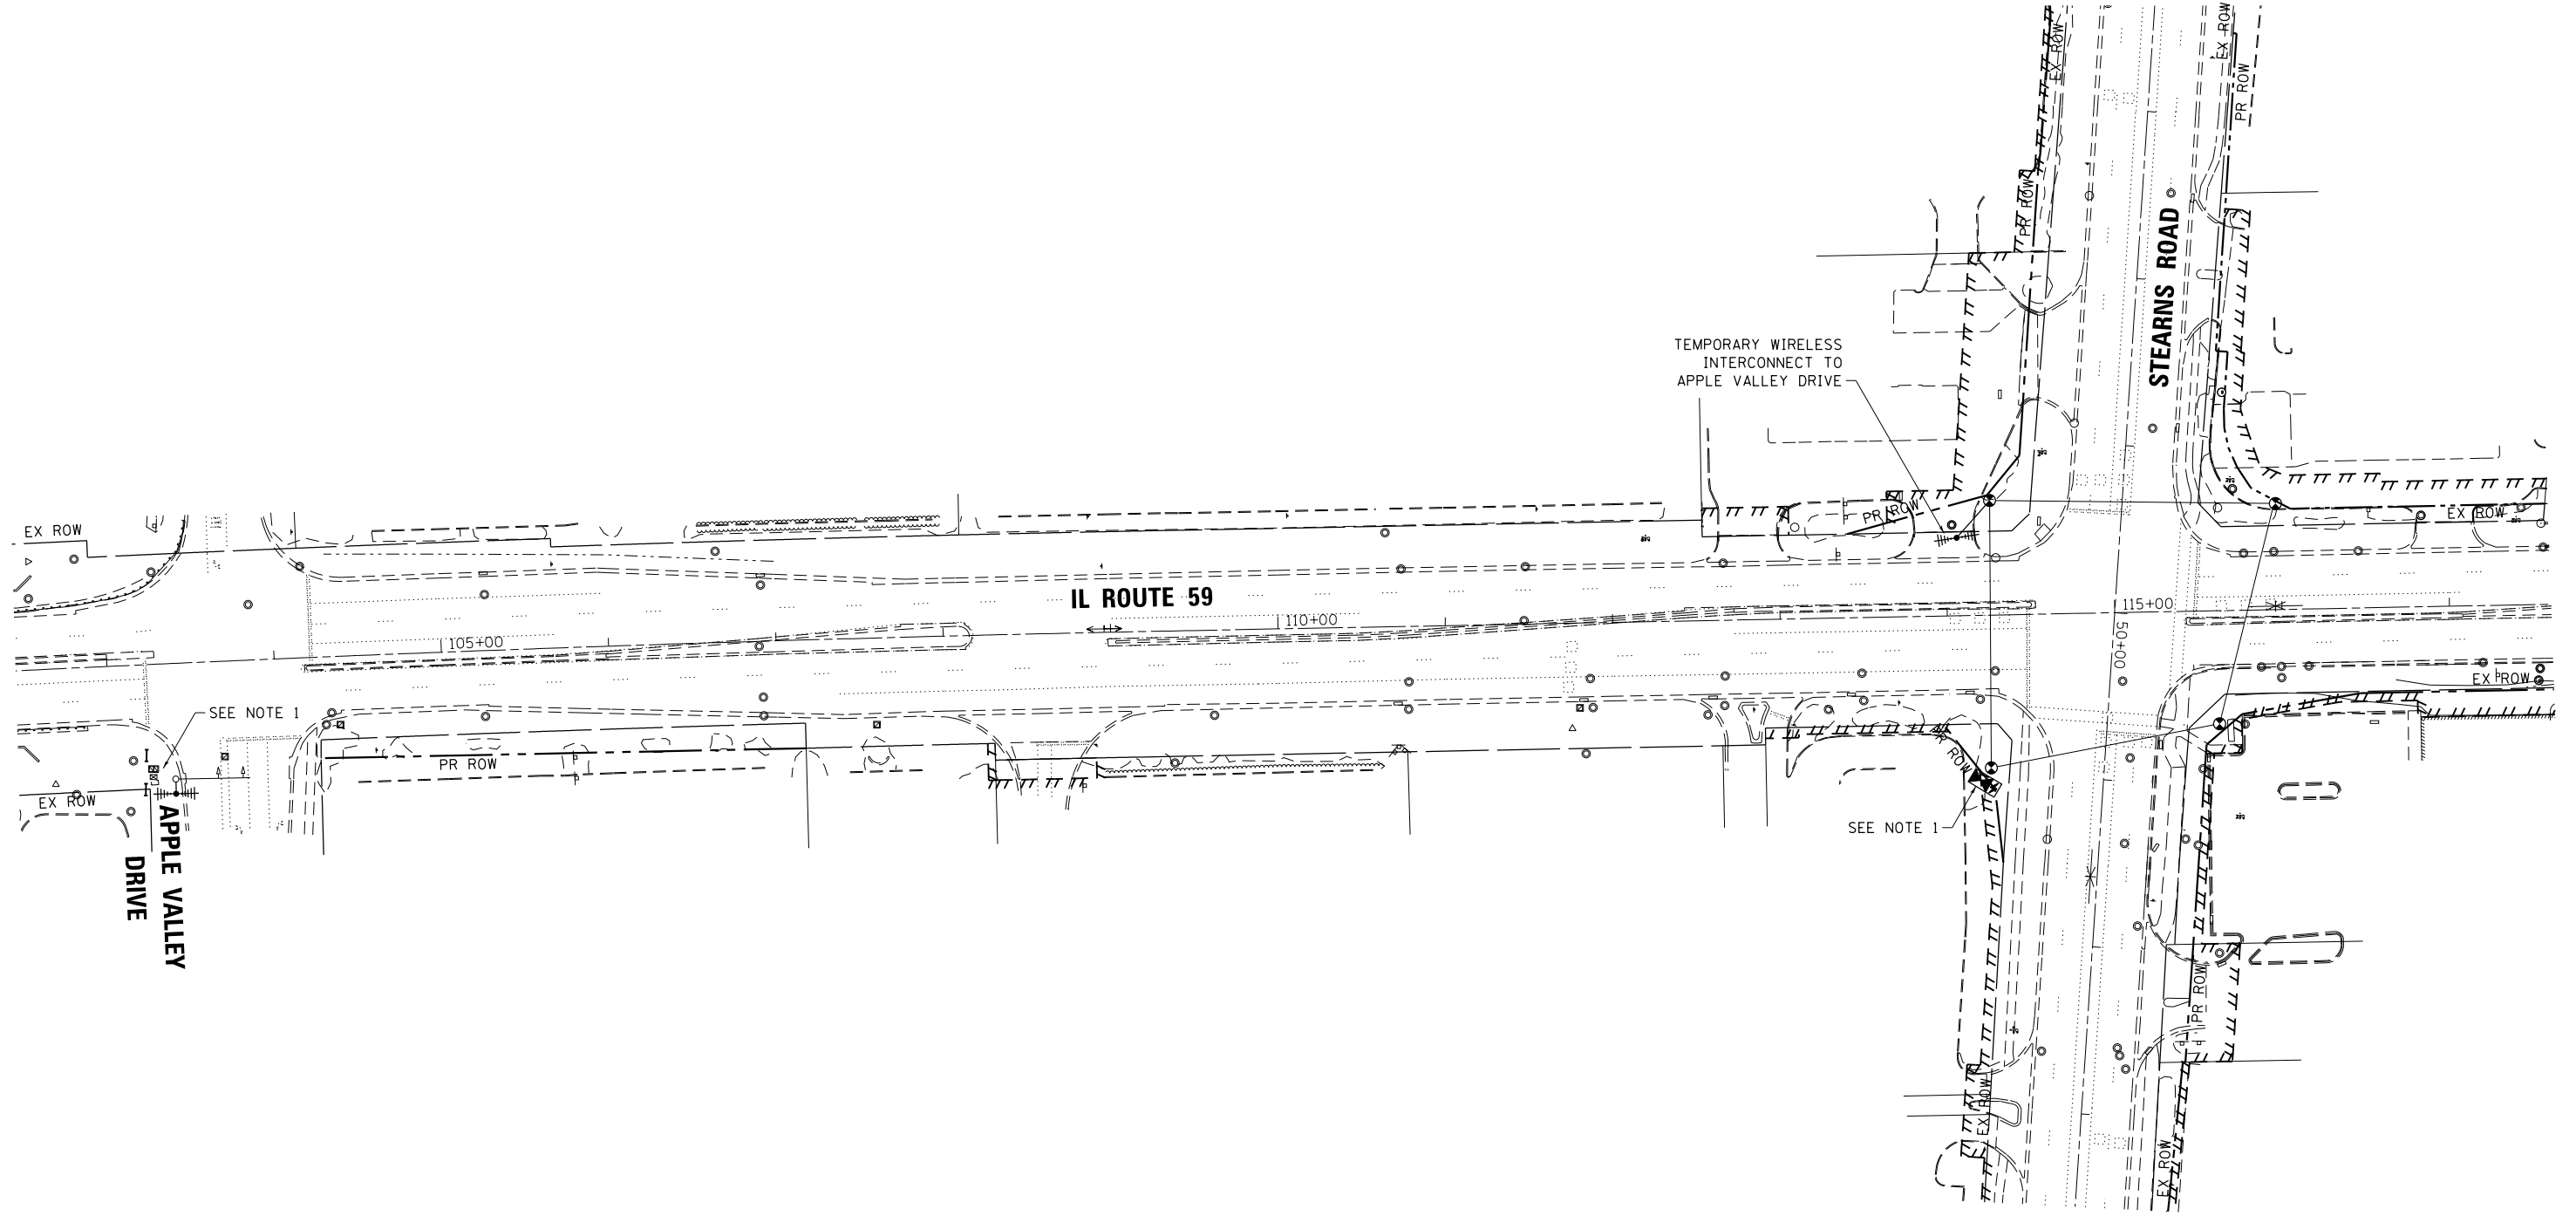 EX ROW
EX ROW
PR ROW
PR ROW
STEARNS ROAD
TEMPORARY WIRELESS
INTERCONNECT TO
APPLE VALLEY DRIVE
EX ROW
PR ROW
EX ROW
IL ROUTE 59
105+00
110+00
115+00
50+00
EX ROW
SEE NOTE 1
PR ROW
PR ROW
EX ROW
SEE NOTE 1
APPLE VALLEY
DRIVE
PR ROW
EX ROW
EX ROW